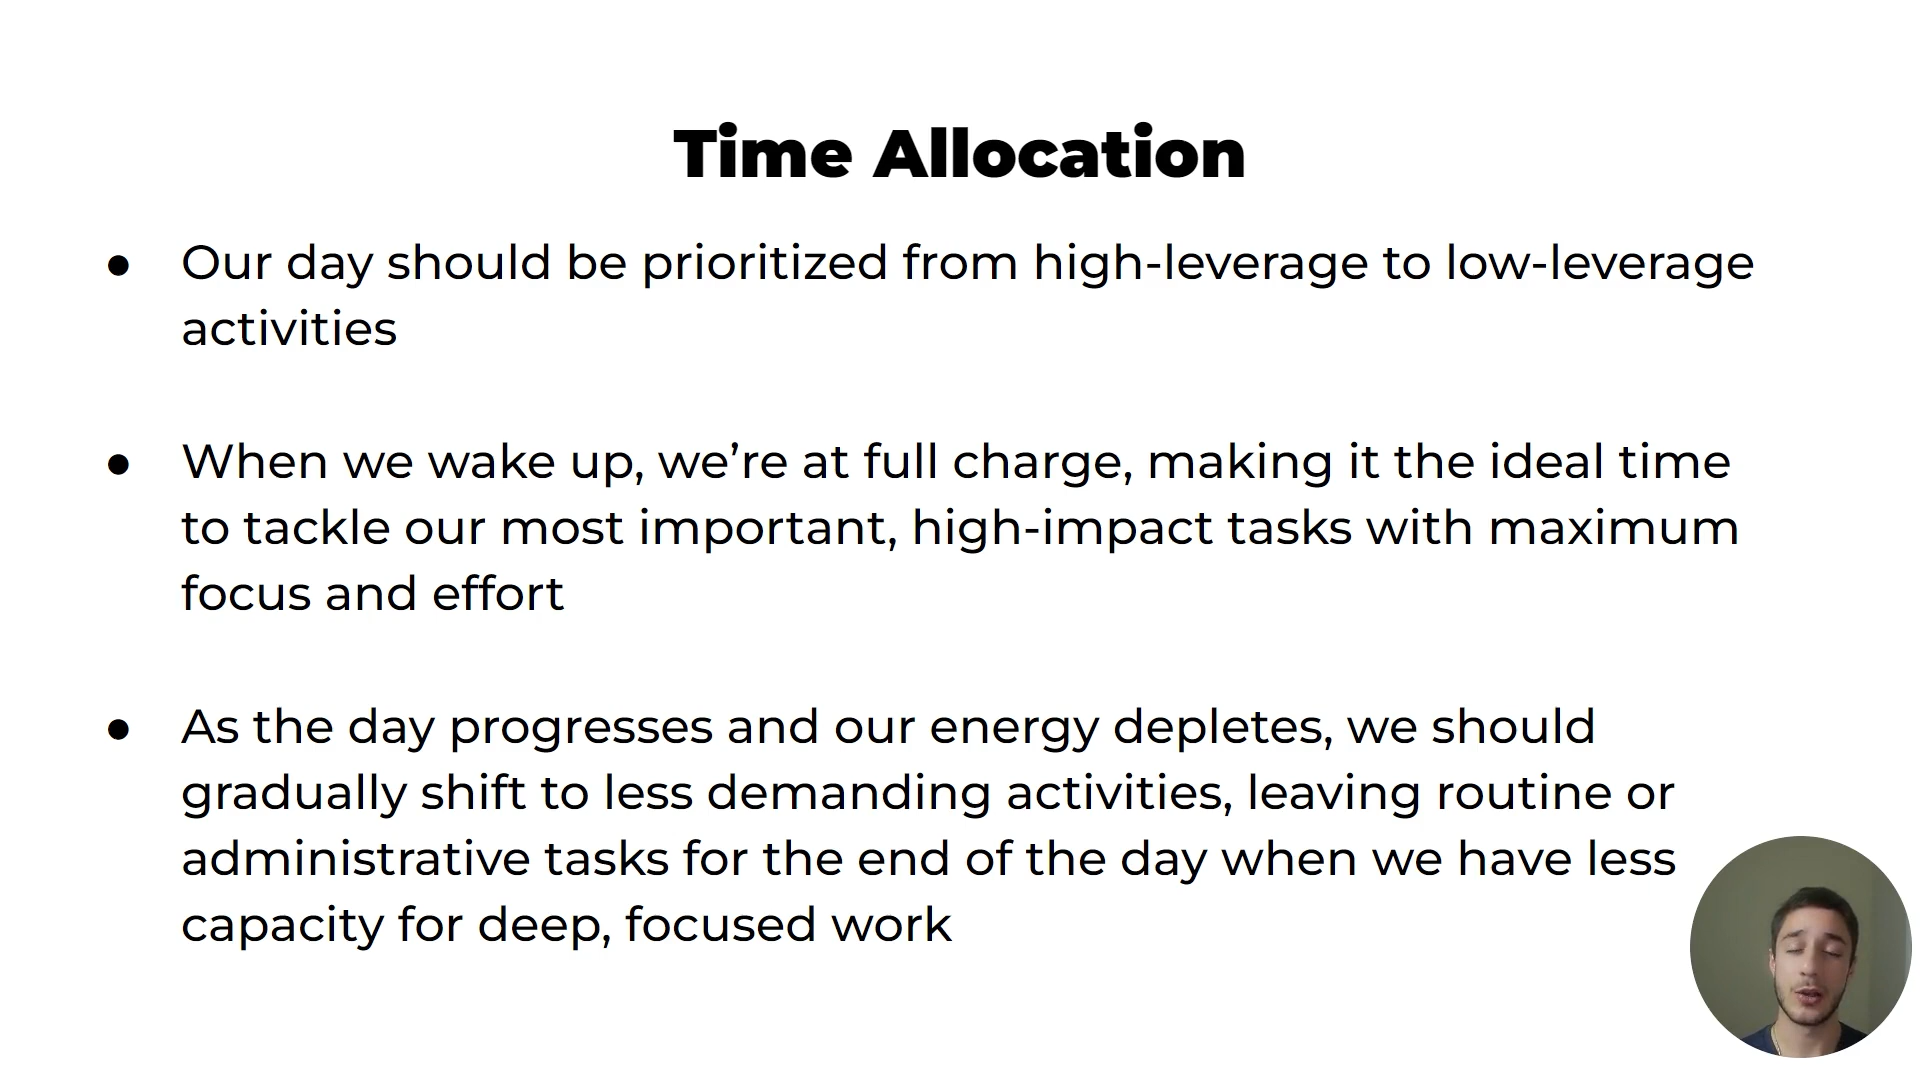 Time Allocation
● Our day should be prioritized from high-leverage to low-leverage
activities
● When we wake up, we’re at full charge, making it the ideal time
to tackle our most important, high-impact tasks with maximum
focus and effort
● As the day progresses and our energy depletes, we should
gradually shift to less demanding activities, leaving routine or
administrative tasks for the end of the day when we have less
capacity for deep, focused work